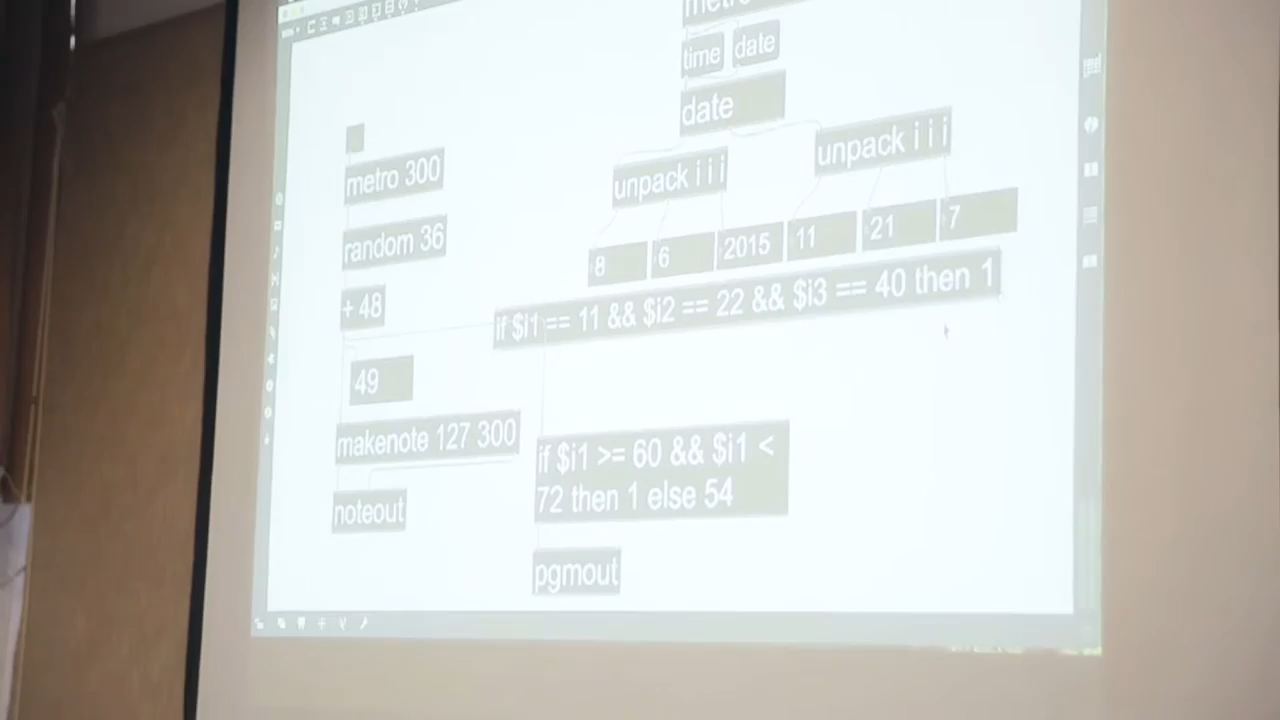 metro
time
date
date
unpack i i i
unpack i i i
8
6
2015
11
21
7
if $i1 == 11 && $i2 == 22 && $i3 == 40 then 1
metro 300
random 36
+ 48
49
makenote 127 300
noteout
if $i1 >= 60 && $i1 <
72 then 1 else 54
pgmout